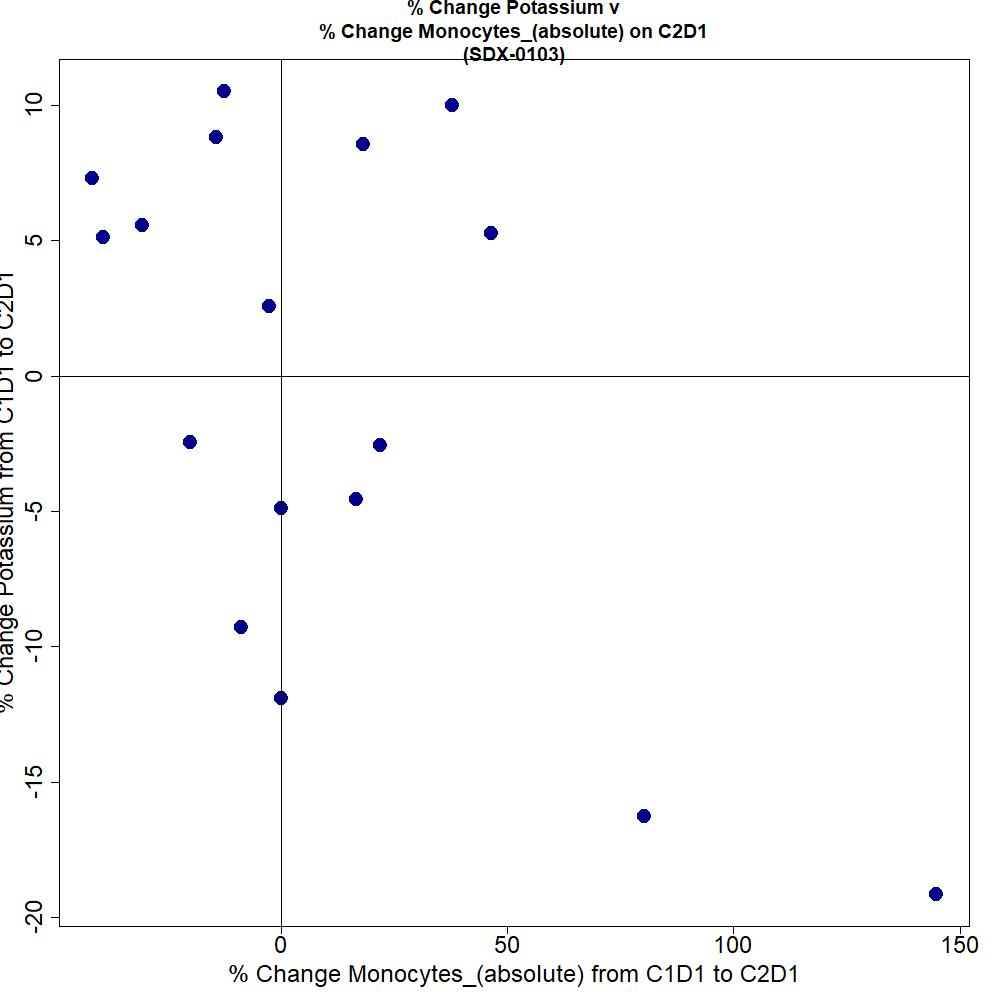 % Change Potassium v
% Change Monocytes_(absolute) on C2D1
(SDX-0103)
% Change Potassium from C1D1 to C2D1
10
5
0
-5
-10
-15
-20
0 50 100 150
% Change Monocytes_(absolute) from C1D1 to C2D1